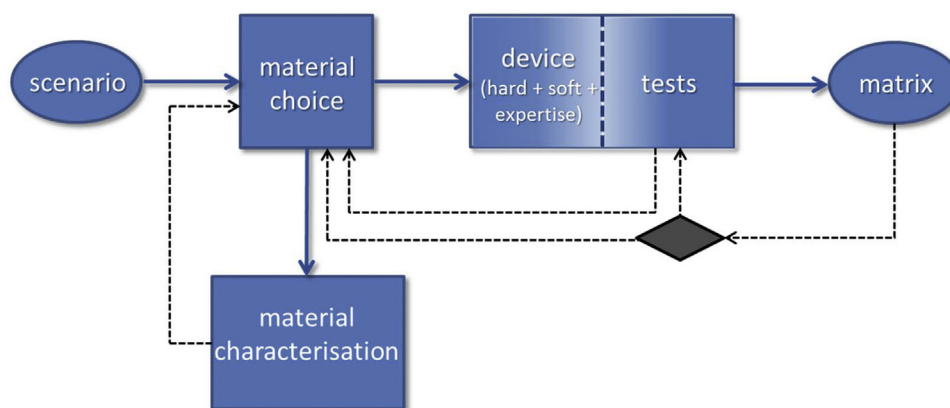 scenario
material
choice
device
(hard + soft +
expertise)
tests
matrix
material
characterisation